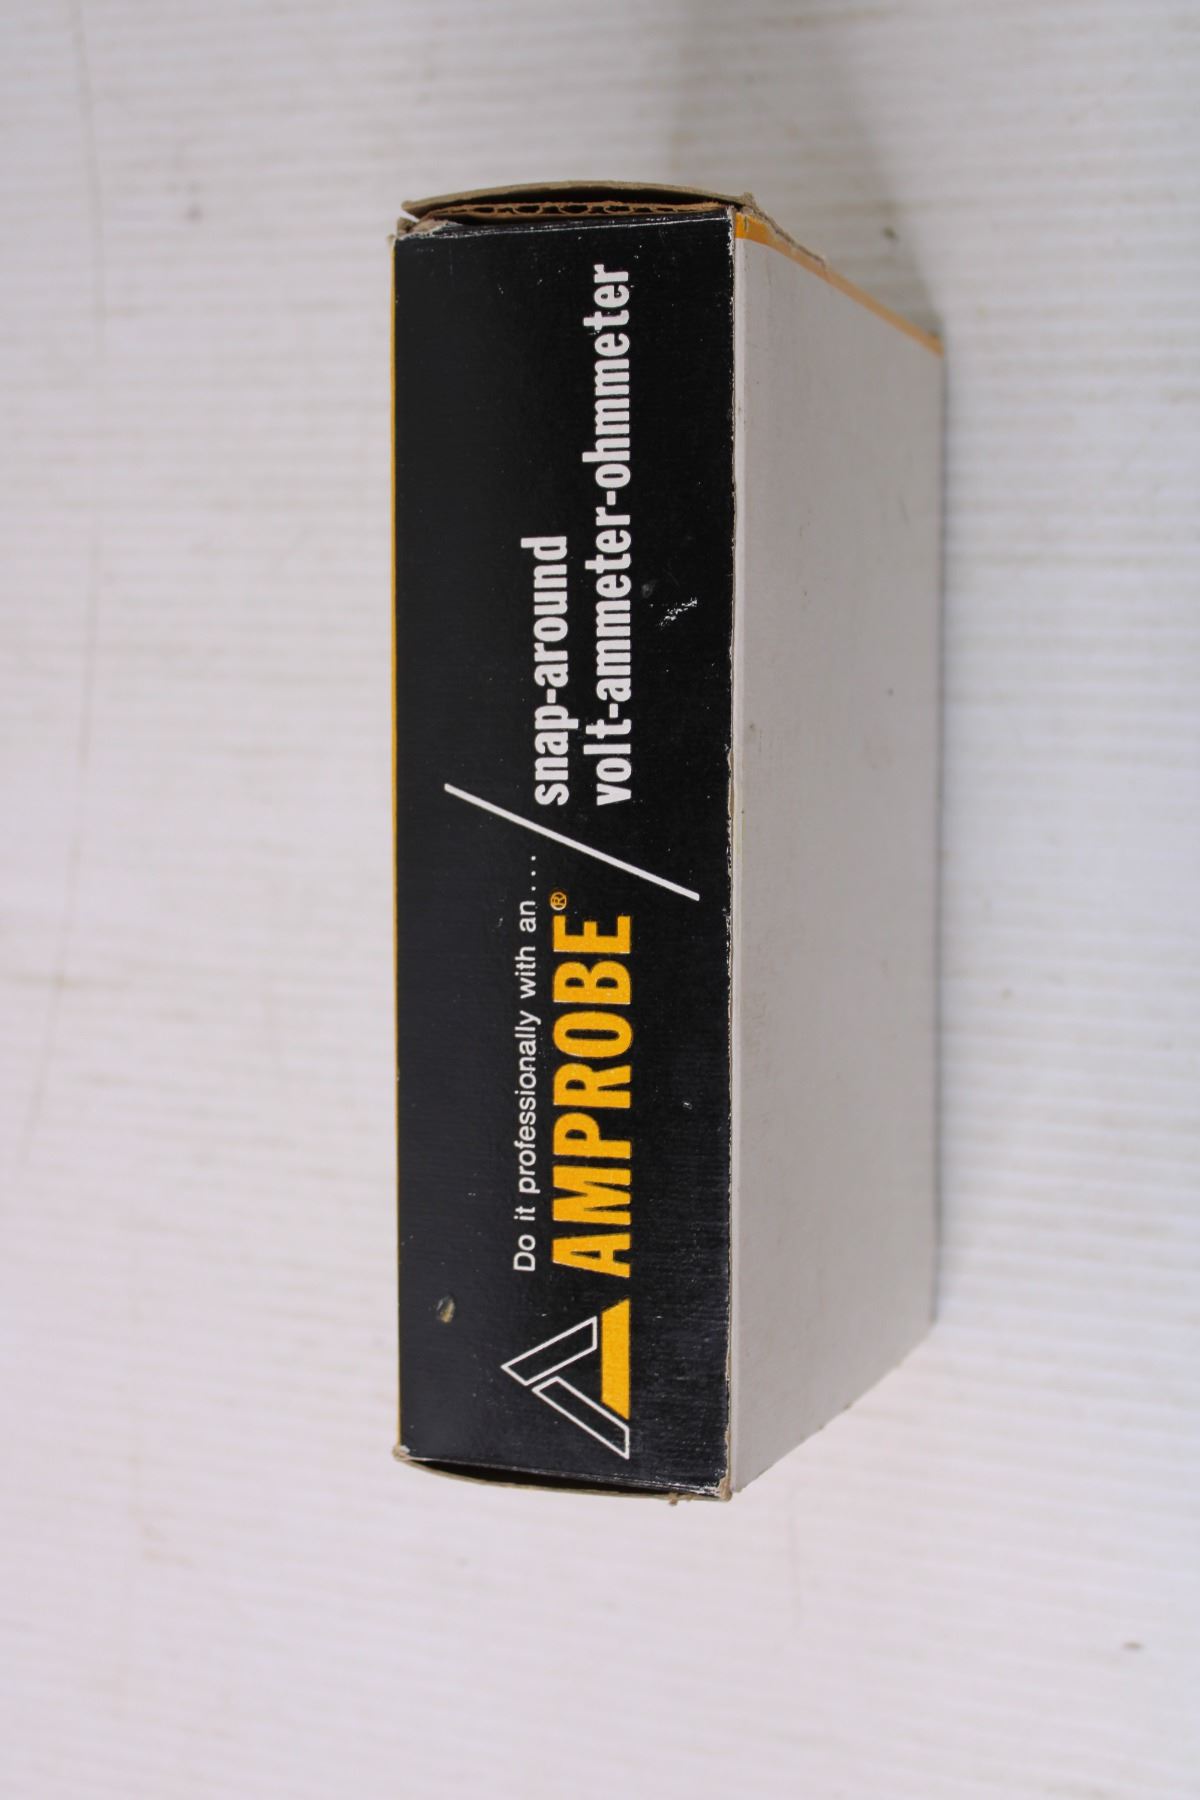 Do it professionally with an...
AMPROBE®
snap-around
volt-ammeter-ohmmeter